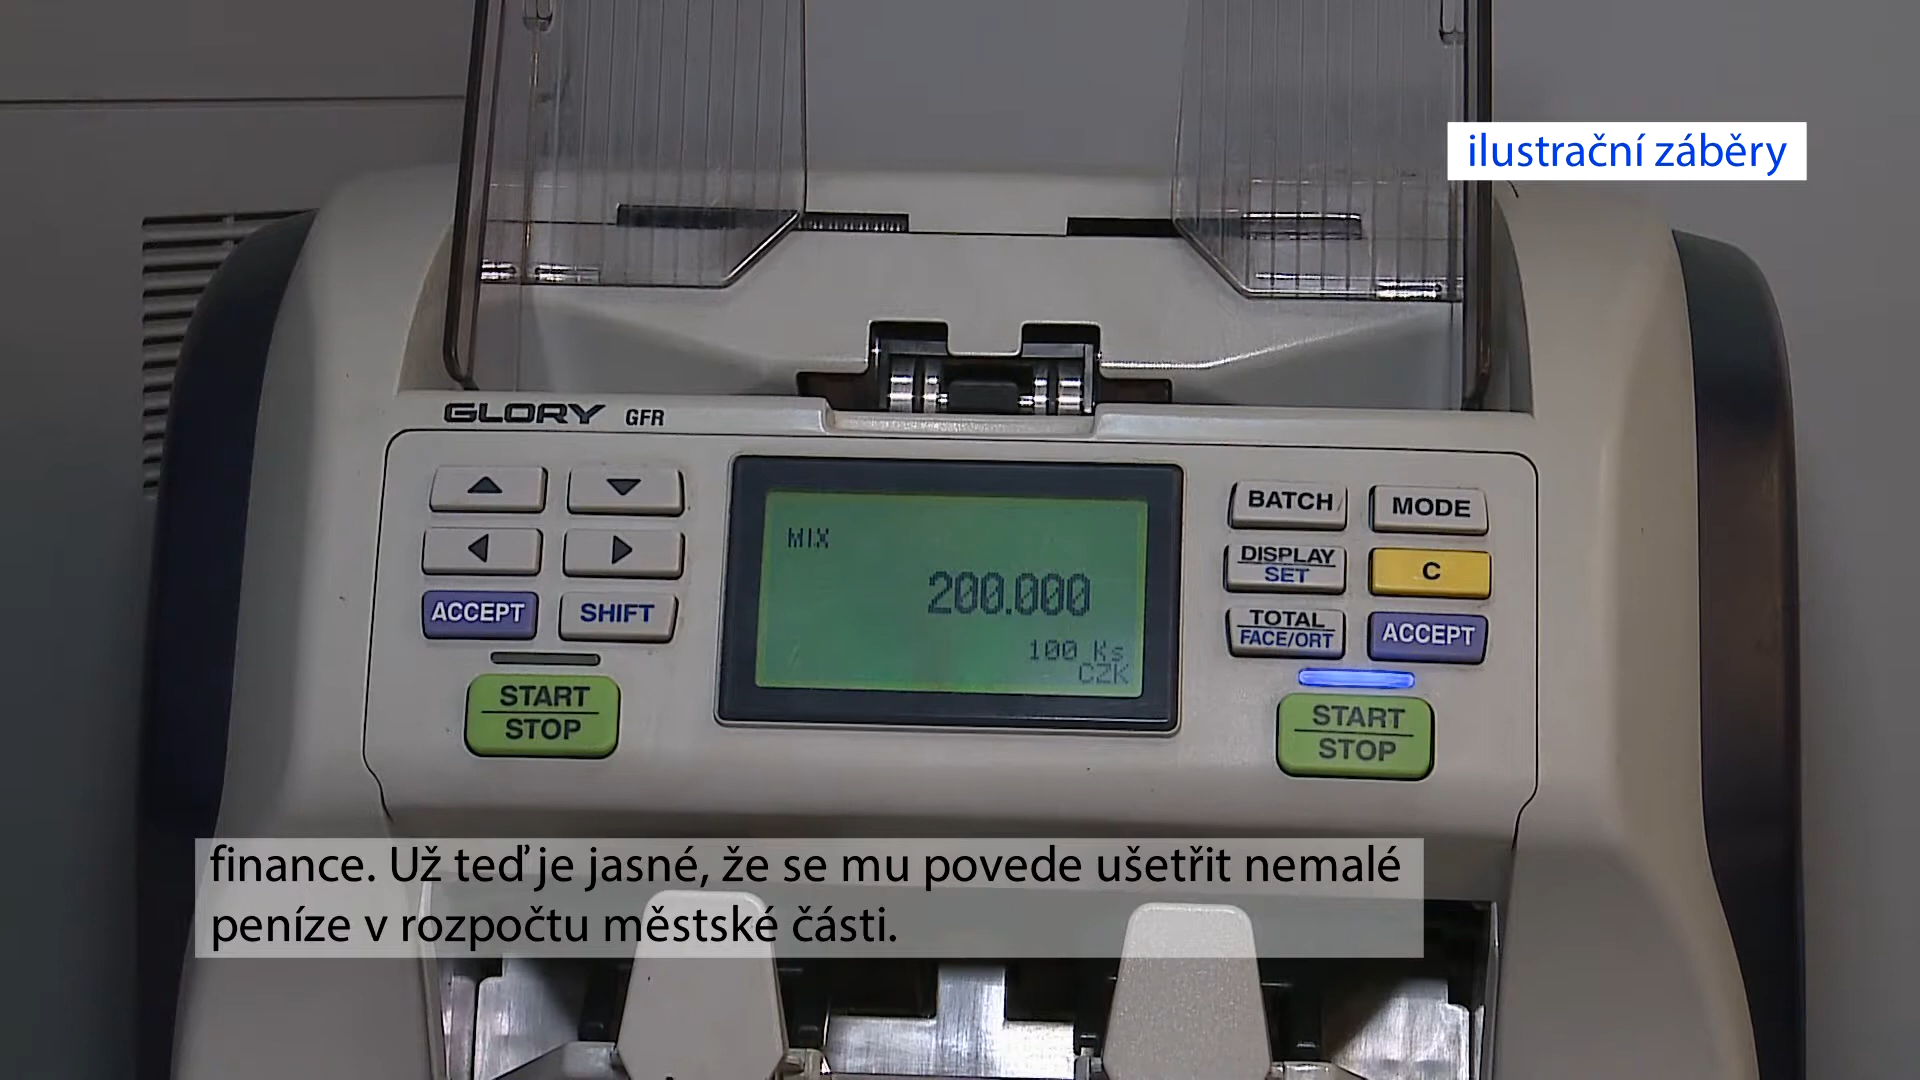 ilustrační záběry
GLORY GFR
BATCH
MODE
MIX
DISPLAY
SET
C
200.000
ACCEPT
SHIFT
TOTAL
FACE/ORT
ACCEPT
100 Ks
CZK
START
STOP
START
STOP
finance. Už teď je jasné, že se mu povede ušetřit nemalé
peníze v rozpočtu městské části.